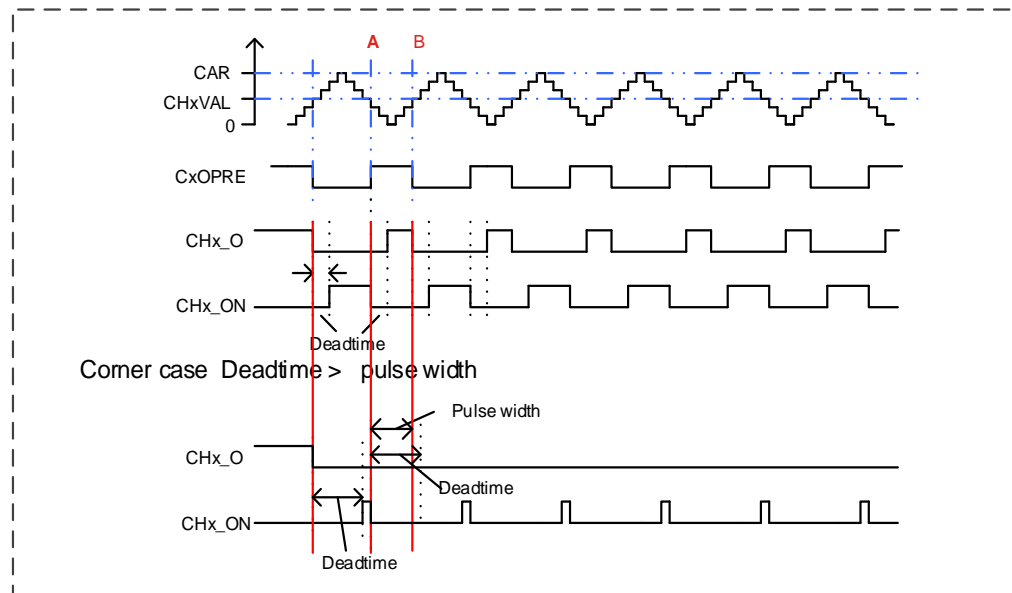 A B
CAR
CHxVAL
0
CxOPRE
CHx_O
CHx_ON
Deadtime
Corner case Deadtime > pulse width
Pulse width
CHx_O
Deadtime
CHx_ON
Deadtime